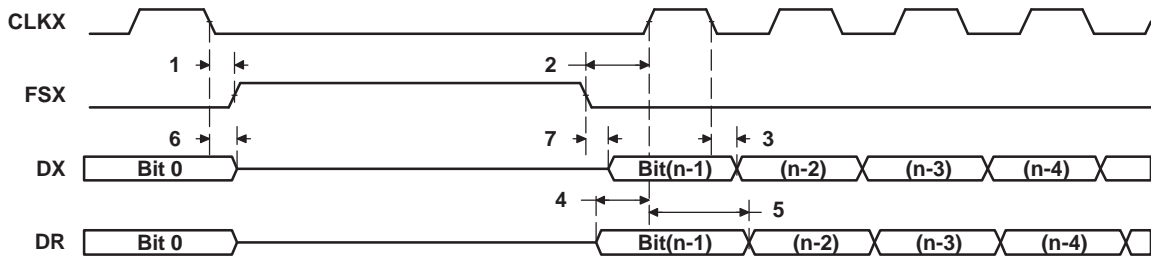 CLKX
1 2
FSX
6 7 3
DX Bit 0 Bit(n-1) (n-2) (n-3) (n-4)
4 5
DR Bit 0 Bit(n-1) (n-2) (n-3) (n-4)